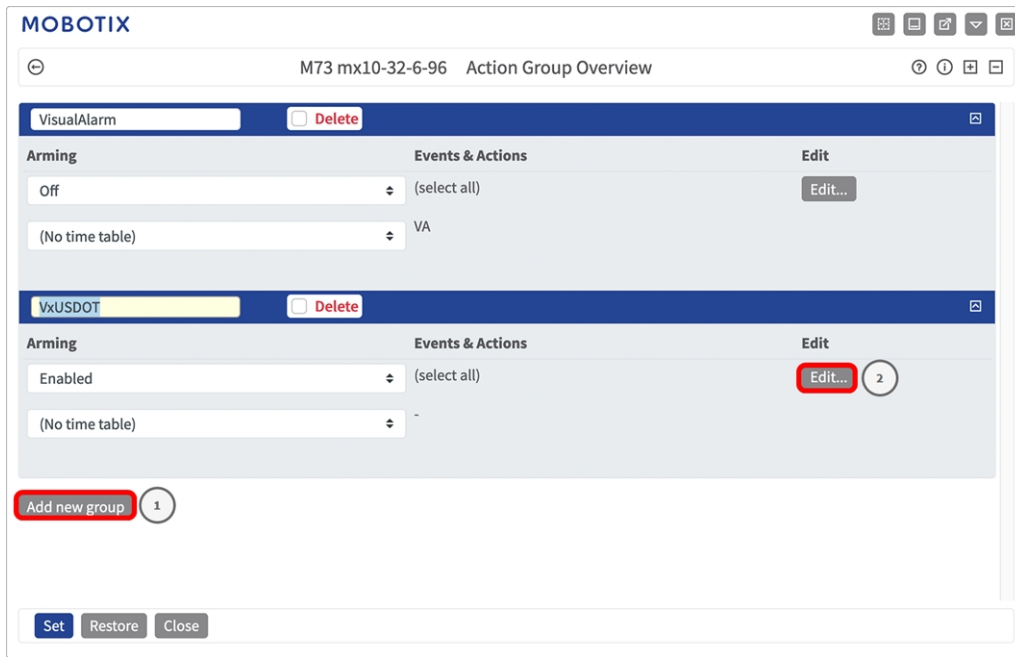 MOBOTIX
M73 mx10-32-6-96 Action Group Overview
VisualAlarm Delete
Arming Events & Actions Edit
Off (select all) Edit...
(No time table) VA
VxUSDOT Delete
Arming Events & Actions Edit
Enabled (select all) Edit... 2
(No time table) -
Add new group 1
Set Restore Close